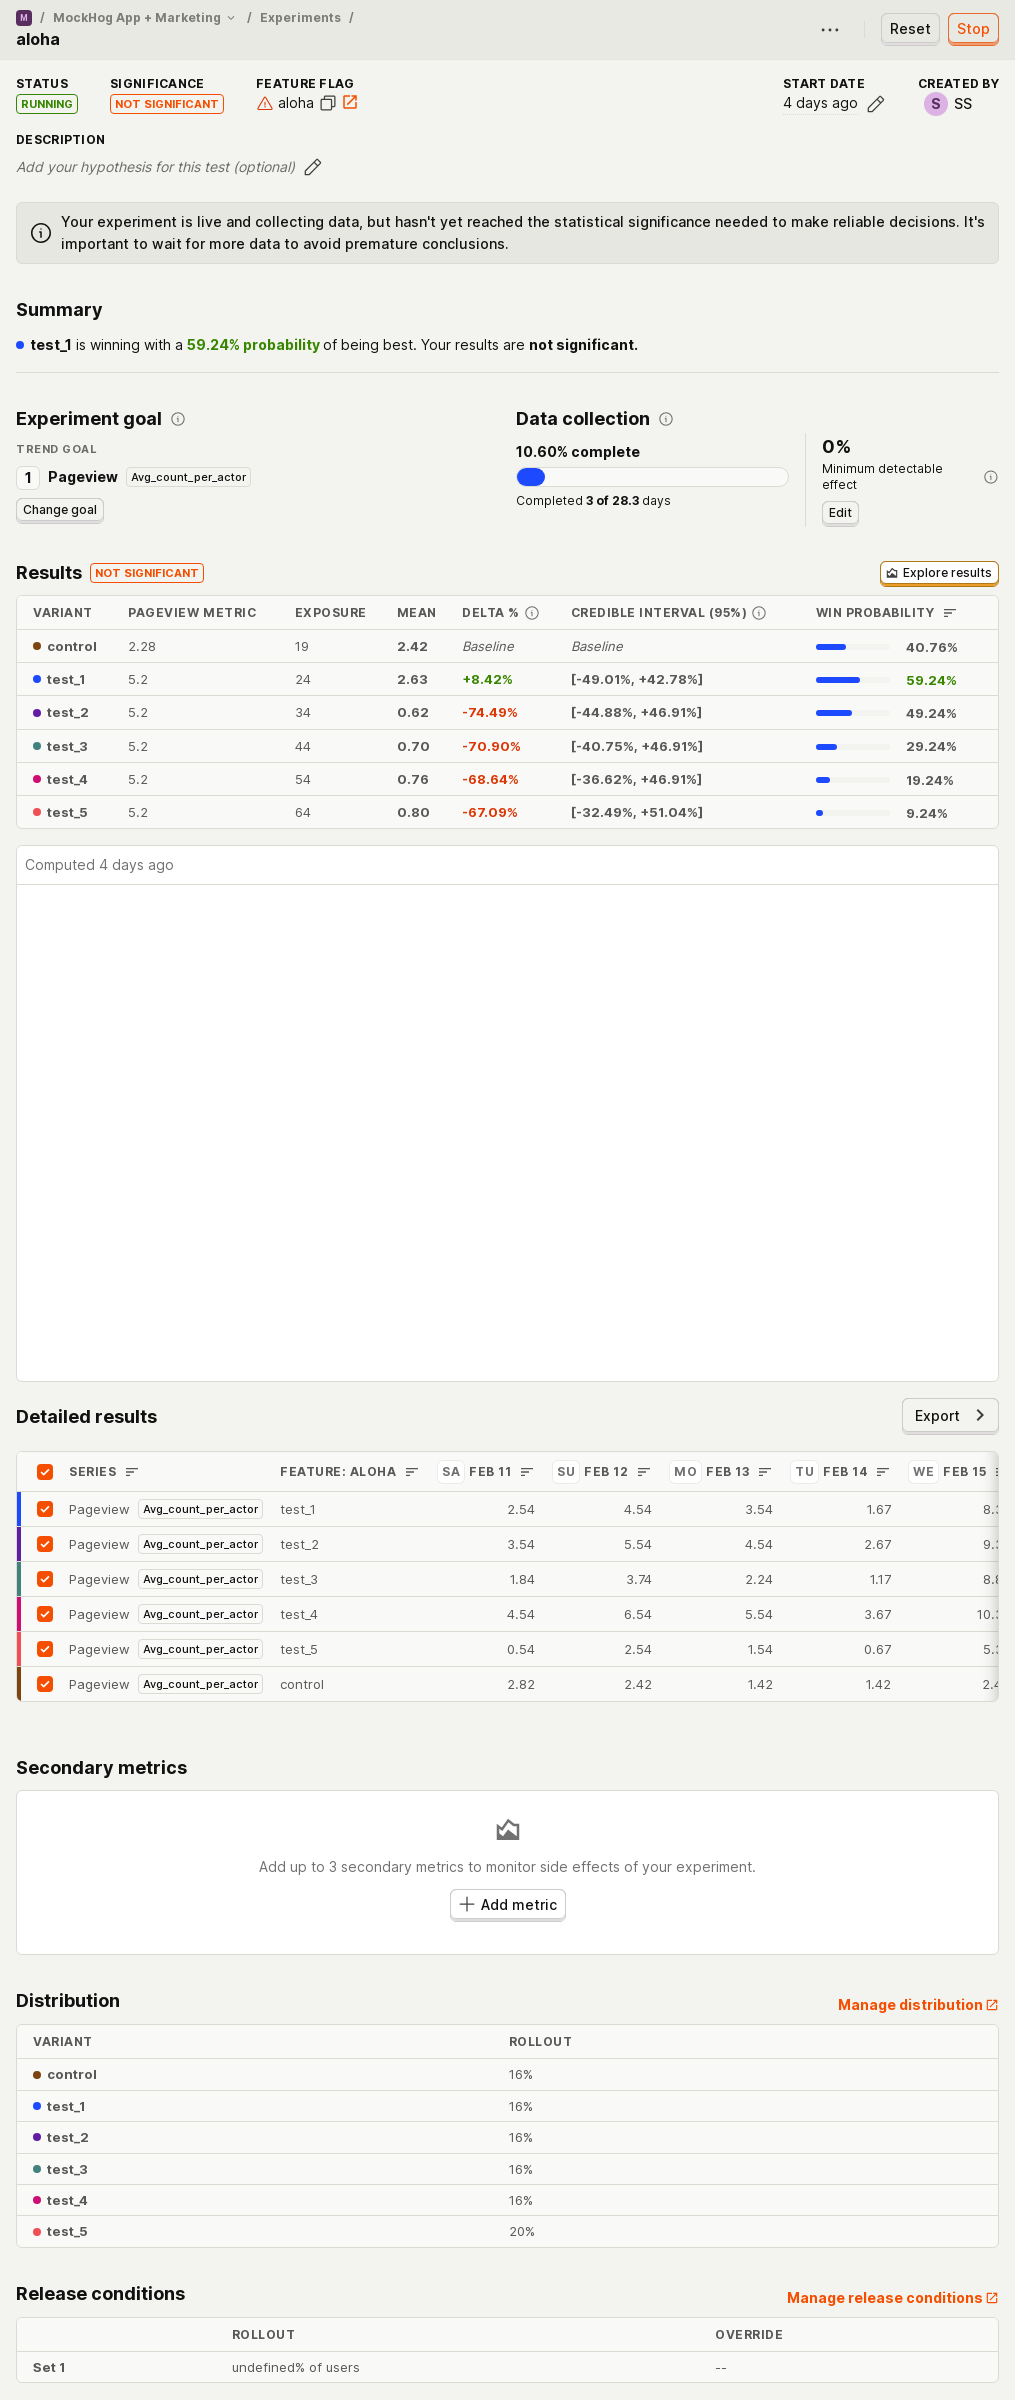 M / MockHog App + Marketing / Experiments /
aloha
Reset
Stop
STATUS
SIGNIFICANCE
FEATURE FLAG
START DATE
CREATED BY
RUNNING
NOT SIGNIFICANT
aloha
4 days ago
S SS
DESCRIPTION
Add your hypothesis for this test (optional)
Your experiment is live and collecting data, but hasn't yet reached the statistical significance needed to make reliable decisions. It's
important to wait for more data to avoid premature conclusions.
Summary
test_1 is winning with a 59.24% probability of being best. Your results are not significant.
Experiment goal
TREND GOAL
1 Pageview Avg_count_per_actor
Change goal
Data collection
10.60% complete
Completed 3 of 28.3 days
0%
Minimum detectable
effect
Edit
Results NOT SIGNIFICANT
Explore results
VARIANT PAGEVIEW METRIC EXPOSURE MEAN DELTA % CREDIBLE INTERVAL (95%) WIN PROBABILITY
control 2.28 19 2.42 Baseline Baseline 40.76%
test_1 5.2 24 2.63 +8.42% [-49.01%, +42.78%] 59.24%
test_2 5.2 34 0.62 -74.49% [-44.88%, +46.91%] 49.24%
test_3 5.2 44 0.70 -70.90% [-40.75%, +46.91%] 29.24%
test_4 5.2 54 0.76 -68.64% [-36.62%, +46.91%] 19.24%
test_5 5.2 64 0.80 -67.09% [-32.49%, +51.04%] 9.24%
Computed 4 days ago
Detailed results
Export
SERIES FEATURE: ALOHA SA FEB 11 SU FEB 12 MO FEB 13 TU FEB 14 WE FEB 15
Pageview Avg_count_per_actor test_1 2.54 4.54 3.54 1.67
Pageview Avg_count_per_actor test_2 3.54 5.54 4.54 2.67
Pageview Avg_count_per_actor test_3 1.84 3.74 2.24 1.17
Pageview Avg_count_per_actor test_4 4.54 6.54 5.54 3.67
Pageview Avg_count_per_actor test_5 0.54 2.54 1.54 0.67
Pageview Avg_count_per_actor control 2.82 2.42 1.42 1.42
Secondary metrics
Add up to 3 secondary metrics to monitor side effects of your experiment.
Add metric
Distribution
Manage distribution
VARIANT ROLLOUT
control 16%
test_1 16%
test_2 16%
test_3 16%
test_4 16%
test_5 20%
Release conditions
Manage release conditions
ROLLOUT OVERRIDE
Set 1 undefined% of users --